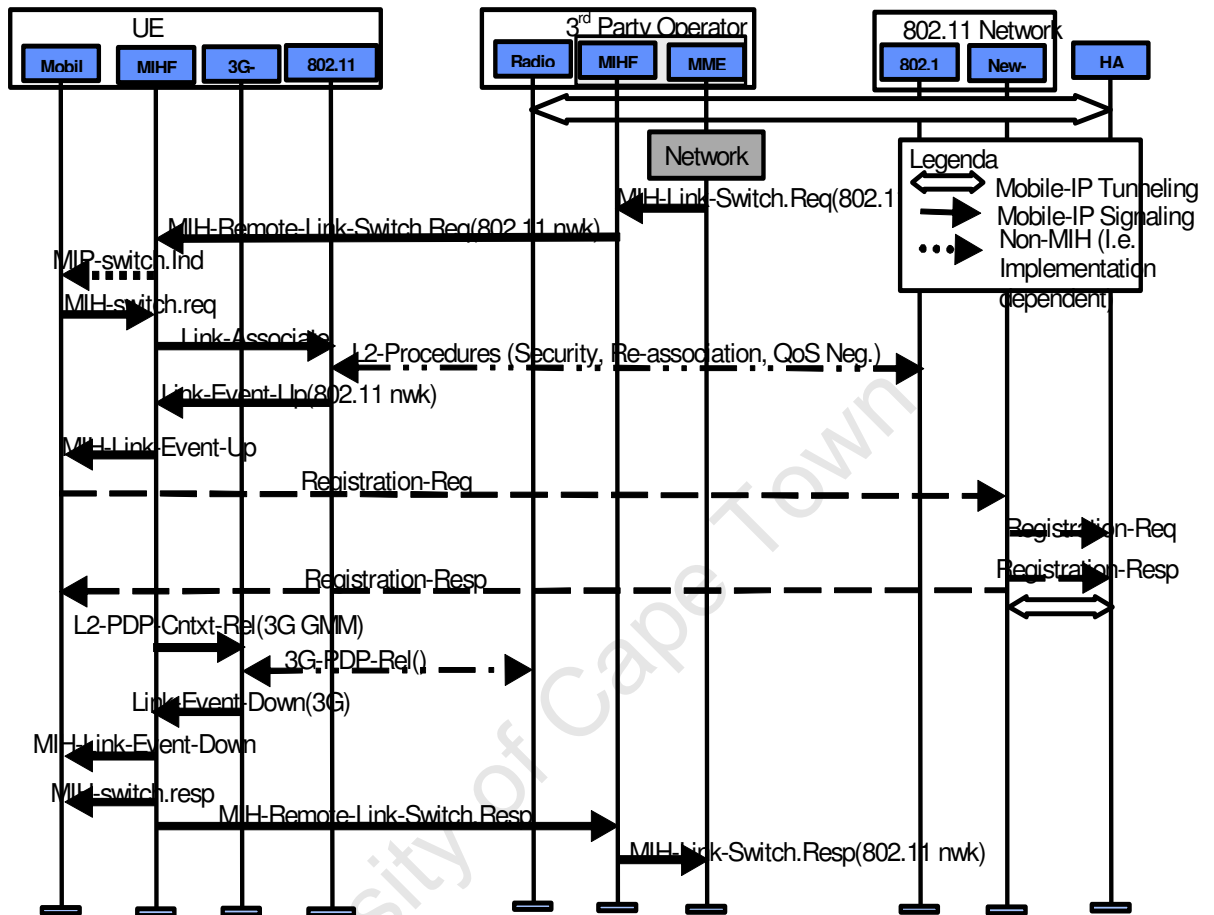 UE
3rd Party Operator
802.11 Network
Mobil
MIHF
3G-
802.11
Radio
MIHF
MME
802.1
New-
HA
Network
Legenda
Mobile-IP Tunneling
Mobile-IP Signaling
Non-MIH (I.e.
Implementation
dependent)
MIH-Link-Switch.Req(802.1
MIH-Remote-Link-Switch.Req(802.11 nwk)
MIP-switch.Ind
MIH-switch.req
Link-Associate
L2-Procedures (Security, Re-association, QoS Neg.)
Link-Event-Up(802.11 nwk)
MIH-Link-Event-Up
Registration-Req
Registration-Req
Registration-Resp
Registration-Resp
L2-PDP-Cntxt-Rel(3G GMM)
3G-PDP-Rel()
Link-Event-Down(3G)
MIH-Link-Event-Down
MIH-switch.resp
MIH-Remote-Link-Switch.Resp
MIH-Link-Switch.Resp(802.11 nwk)
sity of Cape Town